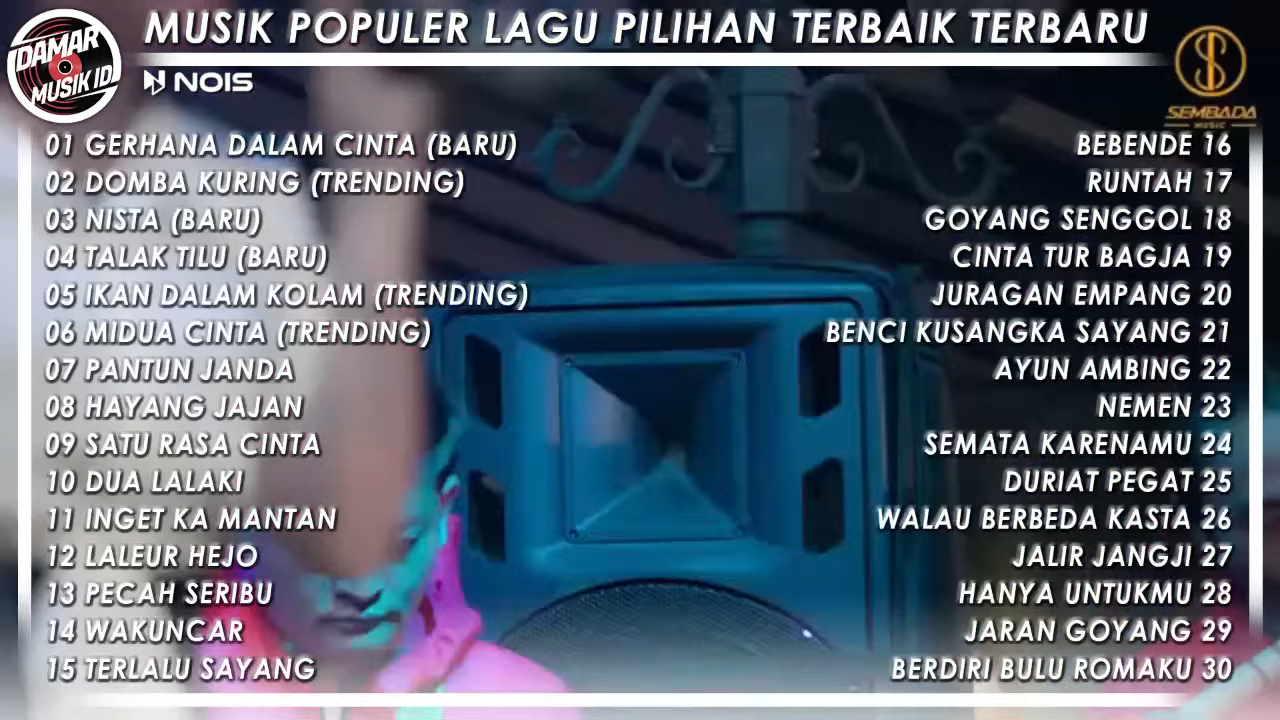 DAMAR
MUSIK ID
MUSIK POPULER LAGU PILIHAN TERBAIK TERBARU
NOIS
SEMBADA
MUSIC
01 GERHANA DALAM CINTA (BARU)
02 DOMBA KURING (TRENDING)
03 NISTA (BARU)
04 TALAK TILU (BARU)
05 IKAN DALAM KOLAM (TRENDING)
06 MIDUA CINTA (TRENDING)
07 PANTUN JANDA
08 HAYANG JAJAN
09 SATU RASA CINTA
10 DUA LALAKI
11 INGET KA MANTAN
12 LALEUR HEJO
13 PECAH SERIBU
14 WAKUNCAR
15 TERLALU SAYANG
BEBENDE 16
RUNTAH 17
GOYANG SENGGOL 18
CINTA TUR BAGJA 19
JURAGAN EMPANG 20
BENCI KUSANGKA SAYANG 21
AYUN AMBING 22
NEMEN 23
SEMATA KARENAMU 24
DURIAT PEGAT 25
WALAU BERBEDA KASTA 26
JALIR JANGJI 27
HANYA UNTUKMU 28
JARAN GOYANG 29
BERDIRI BULU ROMAKU 30